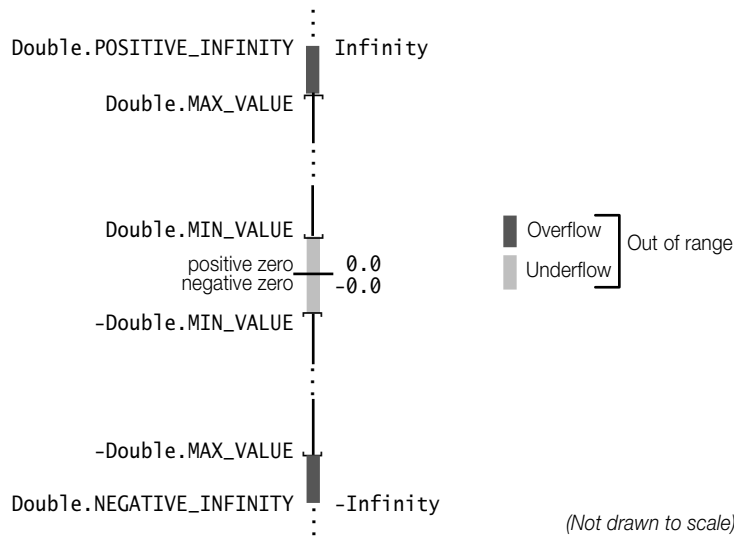 Double.POSITIVE_INFINITY Infinity
Double.MAX_VALUE
Double.MIN_VALUE
positive zero 0.0
negative zero -0.0
-Double.MIN_VALUE
Overflow
Underflow
Out of range
-Double.MAX_VALUE
Double.NEGATIVE_INFINITY -Infinity
(Not drawn to scale)